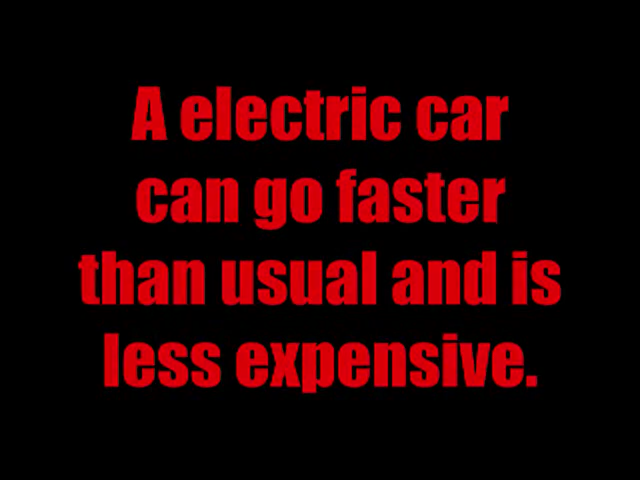 A electric car
can go faster
than usual and is
less expensive.